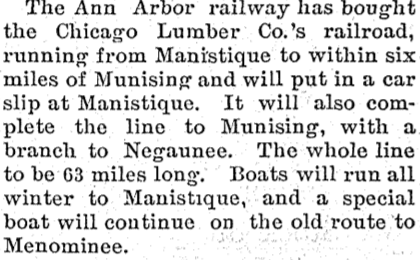 The Ann Arbor railway has bought
the Chicago Lumber Co.'s railroad,
running from Manistique to within six
miles of Munising and will put in a car
slip at Manistique. It will also com-
plete the line to Munising, with a
branch to Negaunee. The whole line
to be 63 miles long. Boats will run all
winter to Manistique, and a special
boat will continue on the old route to
Menominee.